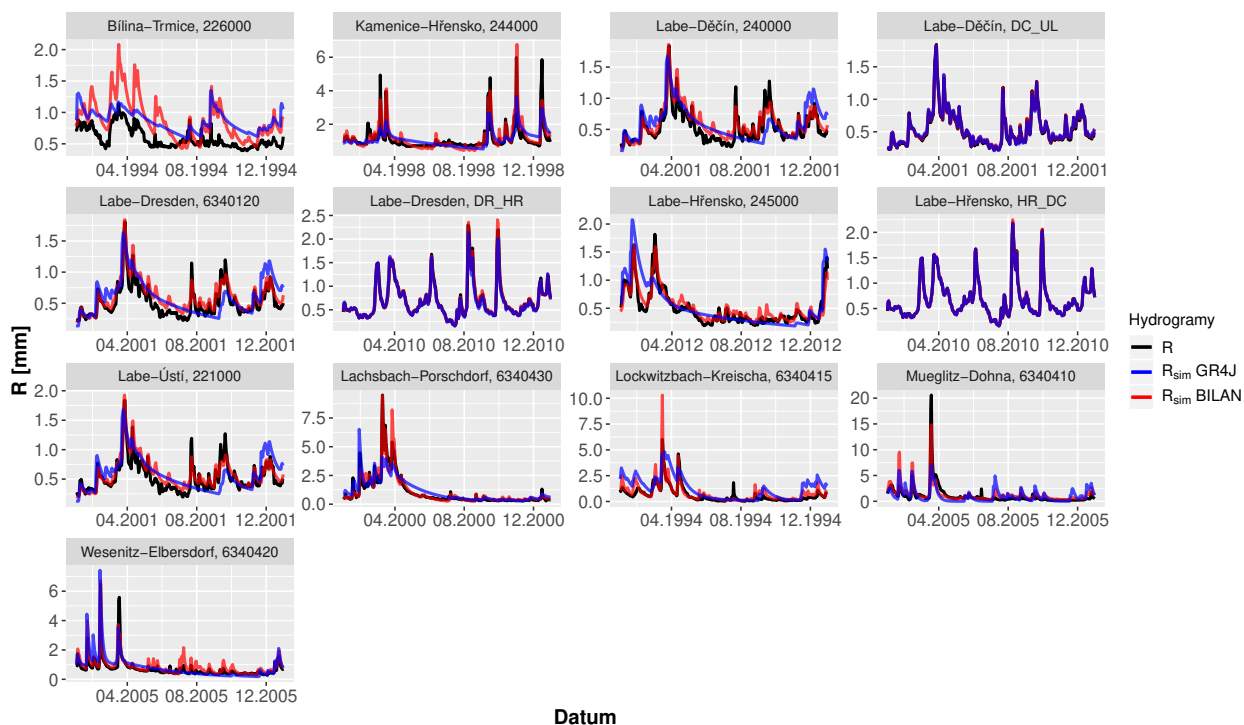 Bílina−Trmice, 226000
Kamenice−Hřensko, 244000
Labe−Děčín, 240000
Labe−Děčín, DC_UL
2.0
1.5
1.0
0.5
6
4
2
1.5
1.0
0.5
1.5
1.0
0.5
04.1994 08.1994 12.1994
04.1998 08.1998 12.1998
04.2001 08.2001 12.2001
04.2001 08.2001 12.2001
Labe−Dresden, 6340120
Labe−Dresden, DR_HR
Labe−Hřensko, 245000
Labe−Hřensko, HR_DC
1.5
1.0
0.5
2.5
2.0
1.5
1.0
0.5
2.0
1.5
1.0
0.5
0.0
2.0
1.5
1.0
0.5
04.2001 08.2001 12.2001
04.2010 08.2010 12.2010
04.2012 08.2012 12.2012
04.2010 08.2010 12.2010
Labe−Ústí, 221000
Lachsbach−Porschdorf, 6340430
Lockwitzbach−Kreischa, 6340415
Mueglitz−Dohna, 6340410
1.5
1.0
0.5
7.5
5.0
2.5
0.0
10.0
7.5
5.0
2.5
0.0
20
15
10
5
0
04.2001 08.2001 12.2001
04.2000 08.2000 12.2000
04.1994 08.1994 12.1994
04.2005 08.2005 12.2005
Wesenitz−Elbersdorf, 6340420
6
4
2
0
04.2005 08.2005 12.2005
R [mm]
Datum
Hydrogramy
R
Rsim GR4J
Rsim BILAN